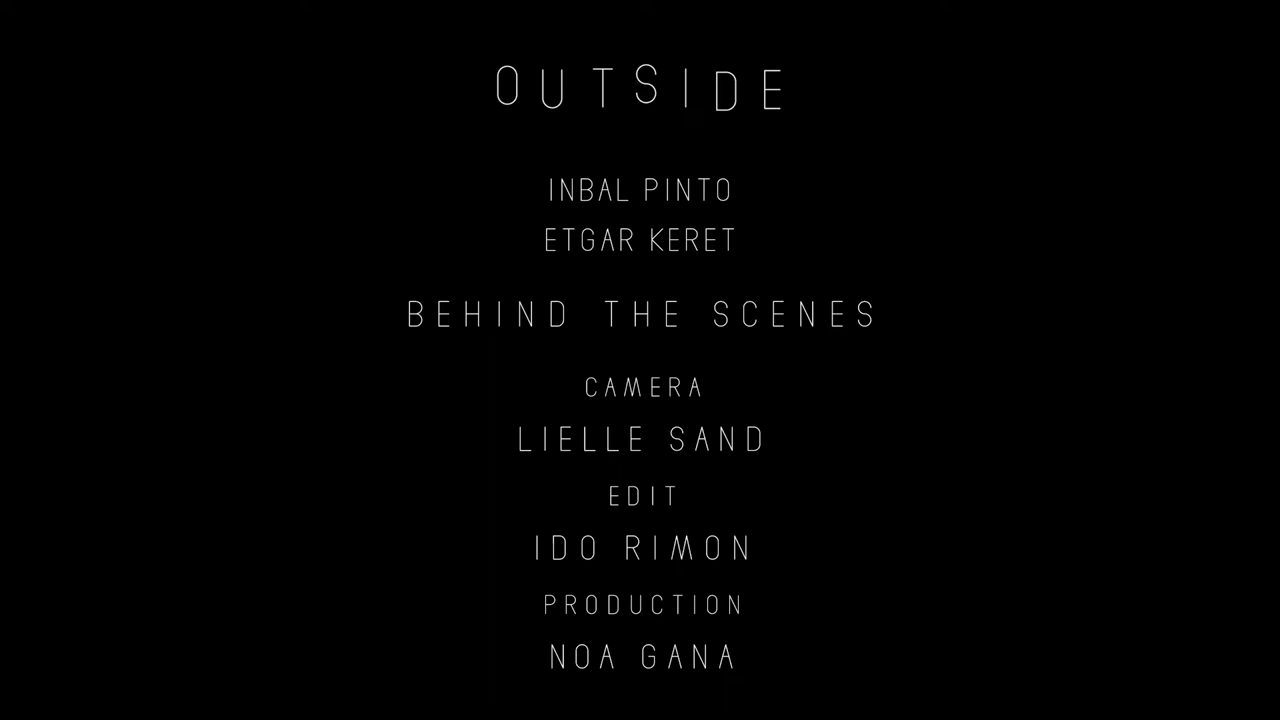 OUTSIDE
INBAL PINTO
ETGAR KERET
BEHIND THE SCENES
CAMERA
LIELLE SAND
EDIT
IDO RIMON
PRODUCTION
NOA GANA